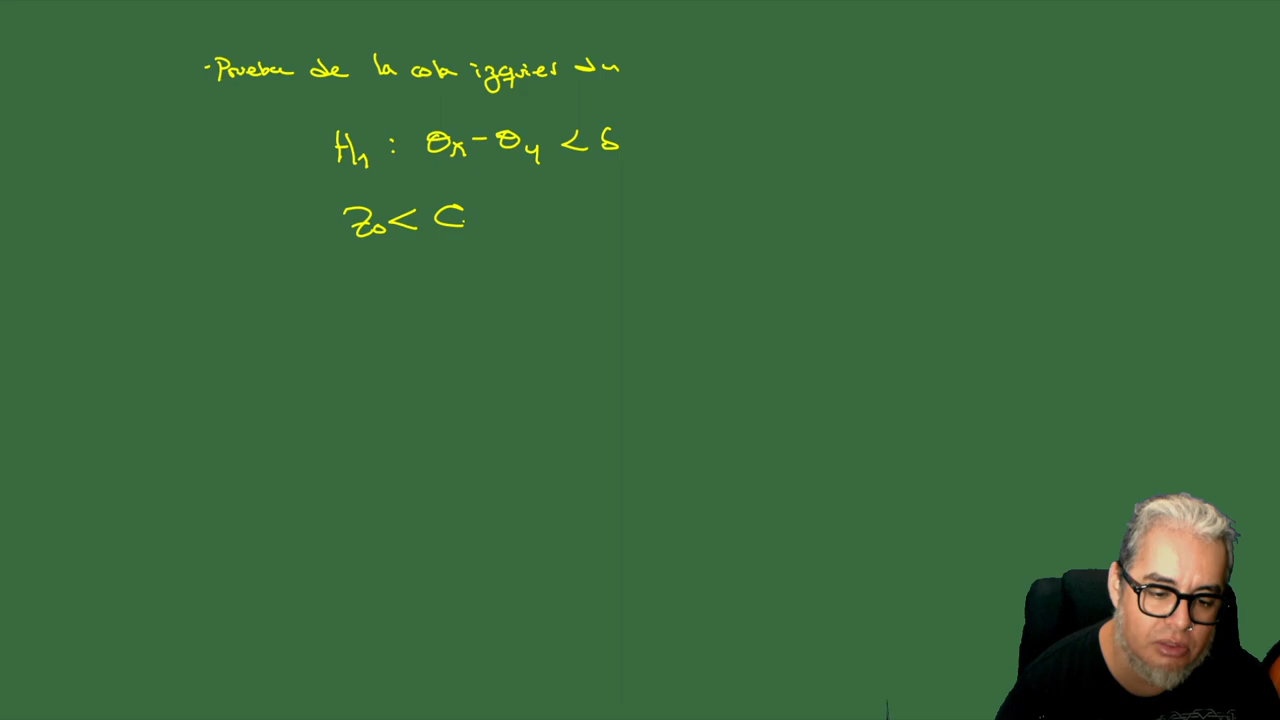 · Prueba de la cola izquierda
H₁ : θₓ - θy < δ
Z₀ < C